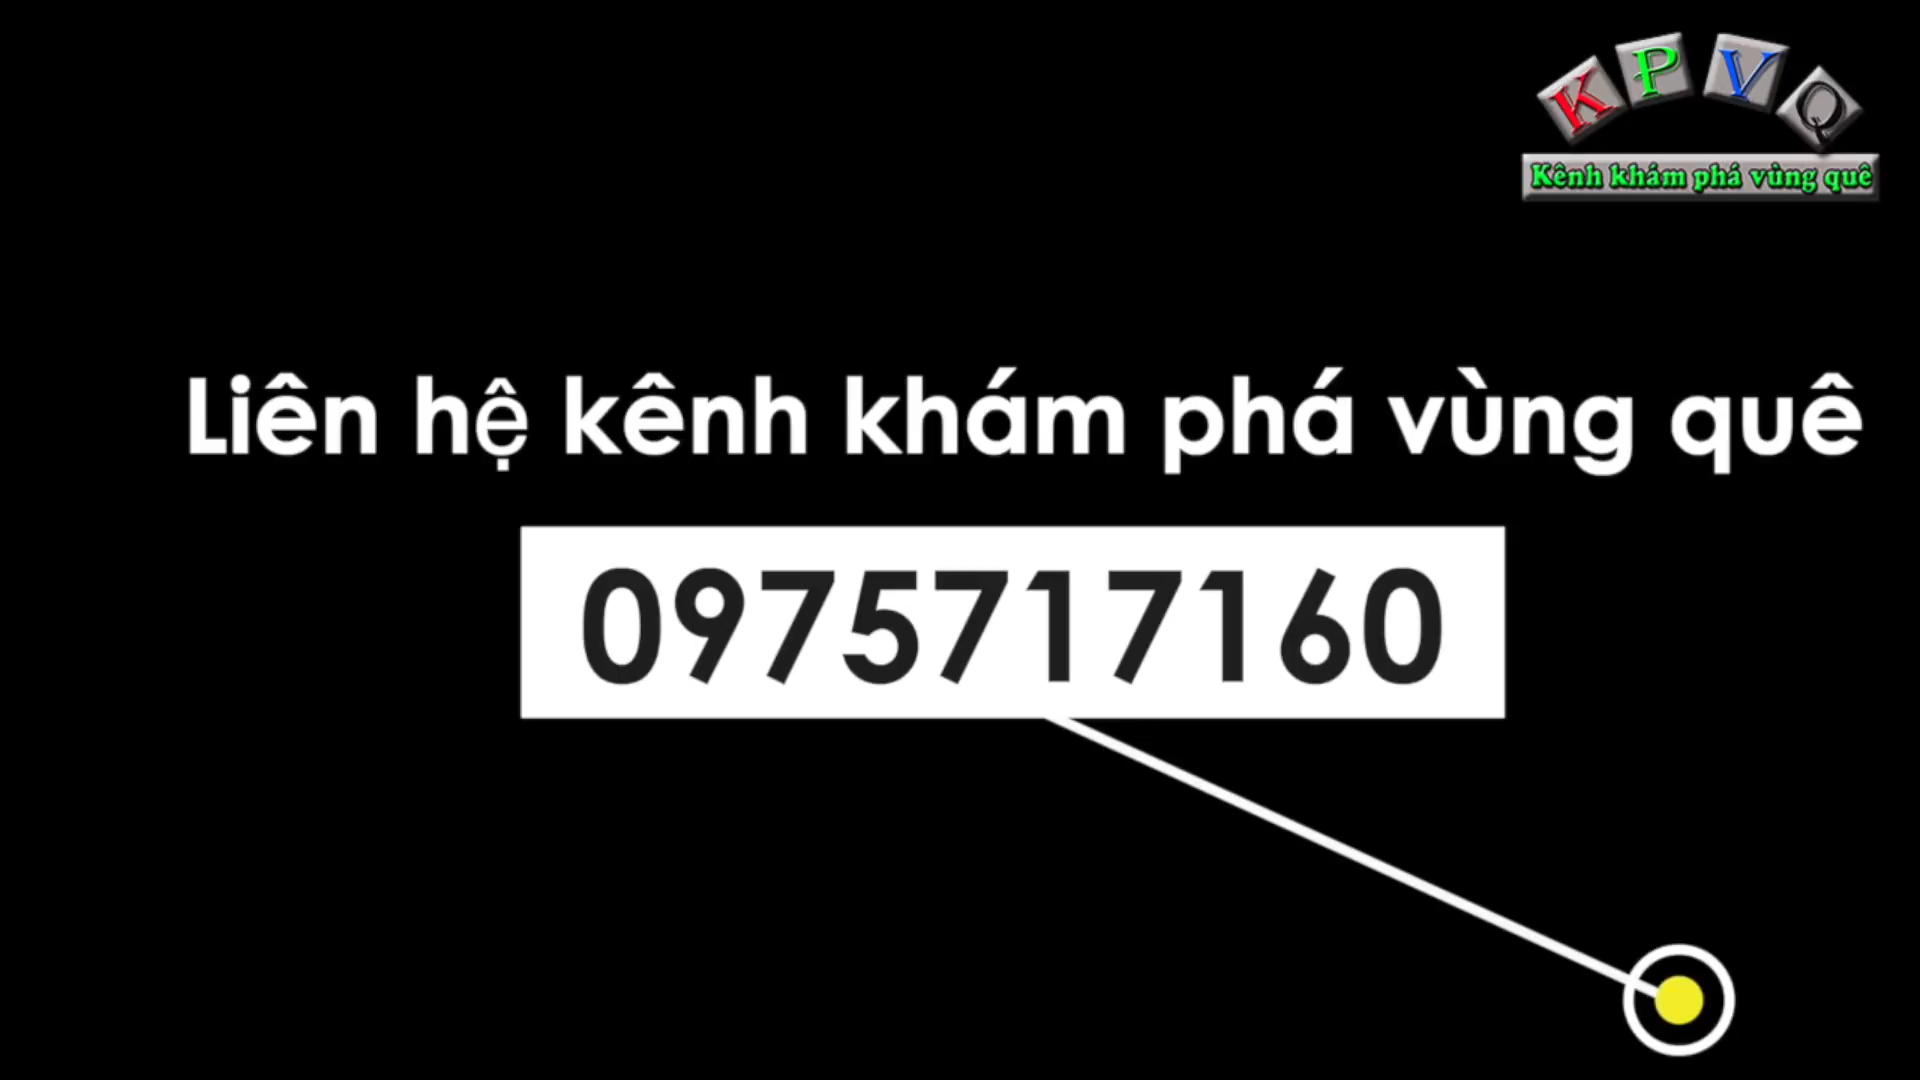 KPVQ
Kênh khám phá vùng quê
Liên hệ kênh khám phá vùng quê
0975717160